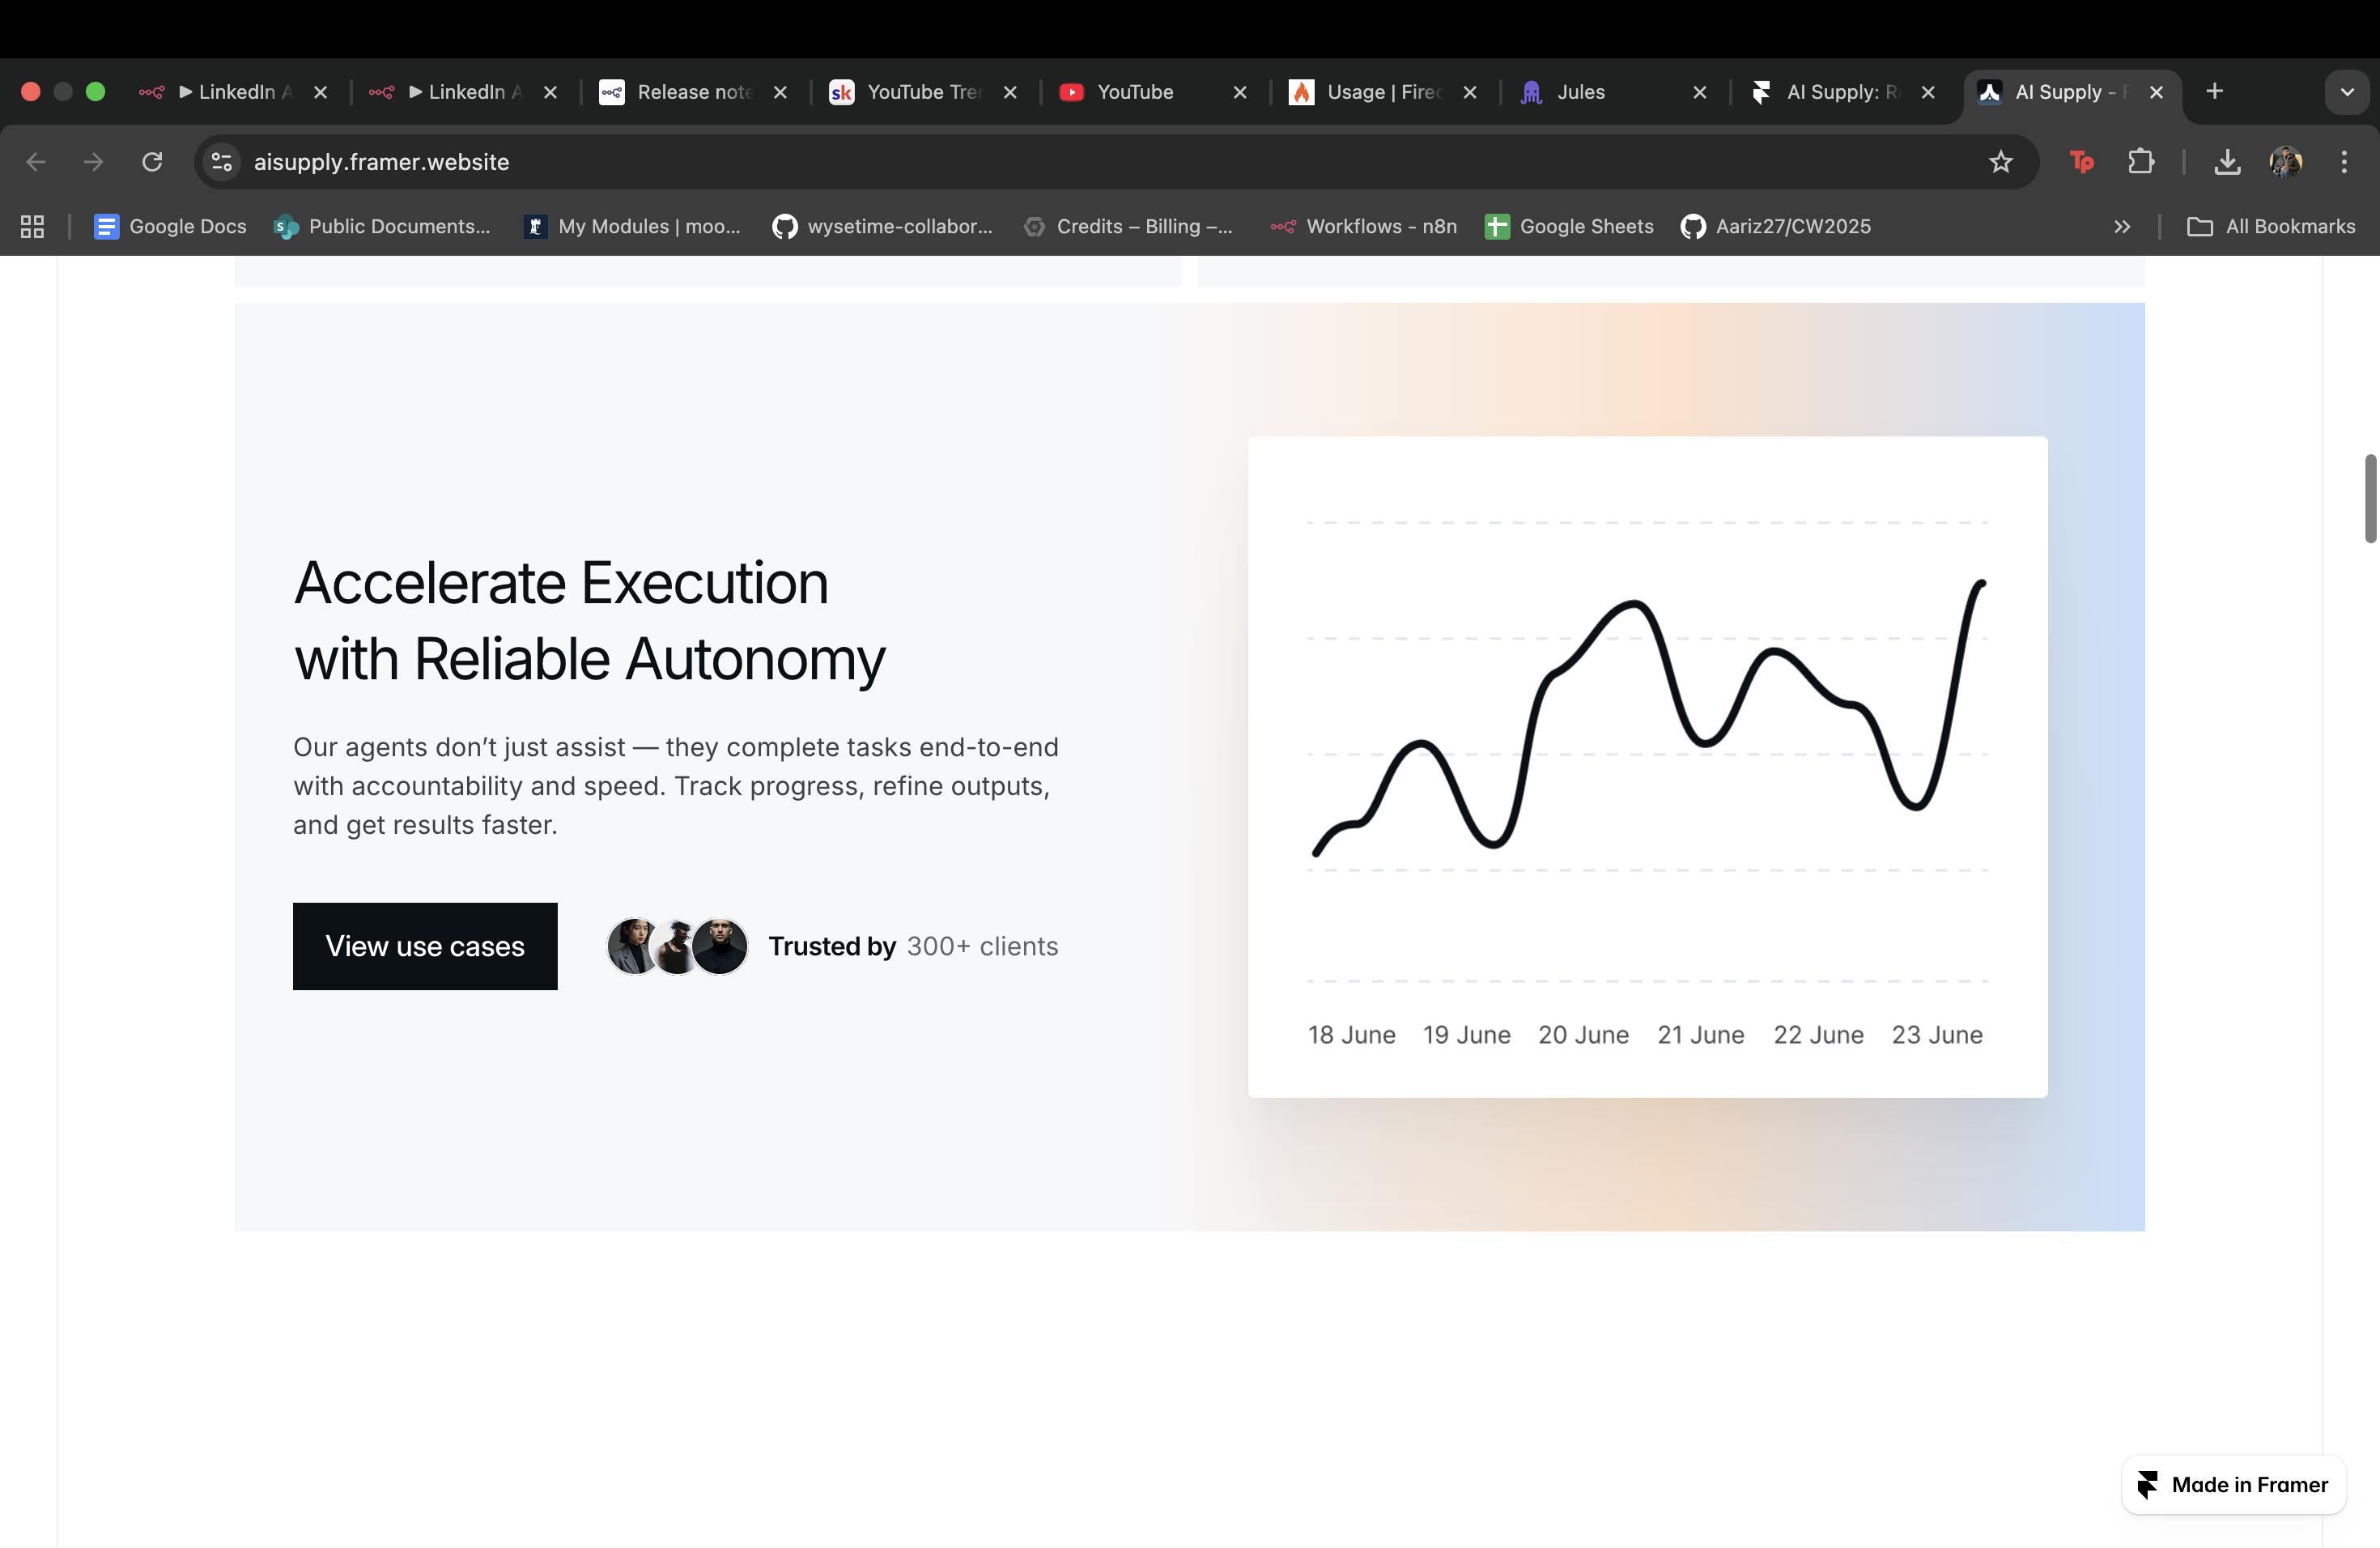 LinkedIn A
LinkedIn A
Release note
sk
YouTube Tren
YouTube
Usage | Firec
Jules
AI Supply: R
AI Supply - F
aisupply.framer.website
Tp
Google Docs
Public Documents...
My Modules | moo...
wysetime-collabor...
Credits – Billing –...
Workflows - n8n
Google Sheets
Aariz27/CW2025
All Bookmarks
Accelerate Execution
with Reliable Autonomy
Our agents don’t just assist — they complete tasks end-to-end
with accountability and speed. Track progress, refine outputs,
and get results faster.
View use cases
Trusted by 300+ clients
18 June 19 June 20 June 21 June 22 June 23 June
Made in Framer